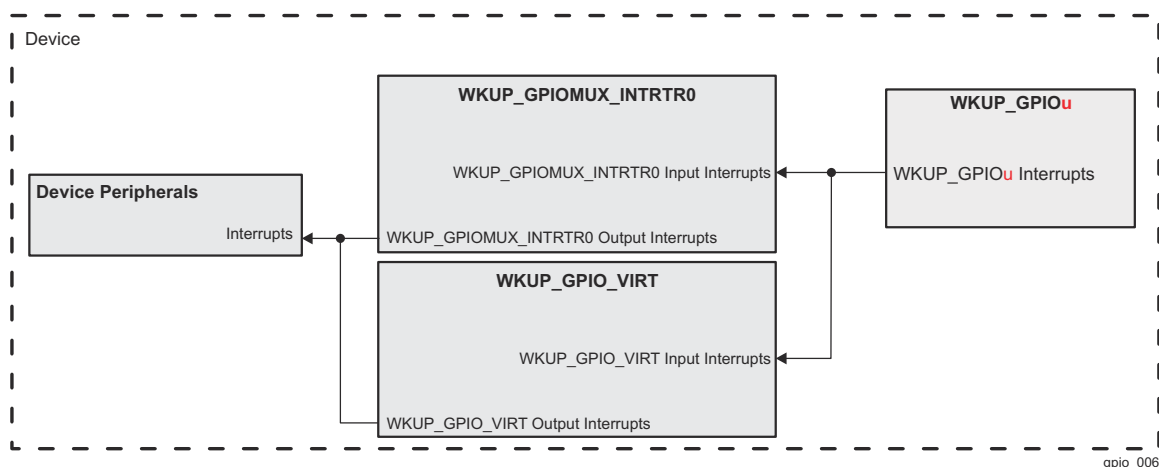 Device
WKUP_GPIOMUX_INTRTR0
WKUP_GPIOu
WKUP_GPIOMUX_INTRTR0 Input Interrupts
WKUP_GPIOu Interrupts
Device Peripherals
Interrupts
WKUP_GPIOMUX_INTRTR0 Output Interrupts
WKUP_GPIO_VIRT
WKUP_GPIO_VIRT Input Interrupts
WKUP_GPIO_VIRT Output Interrupts
gpio_006